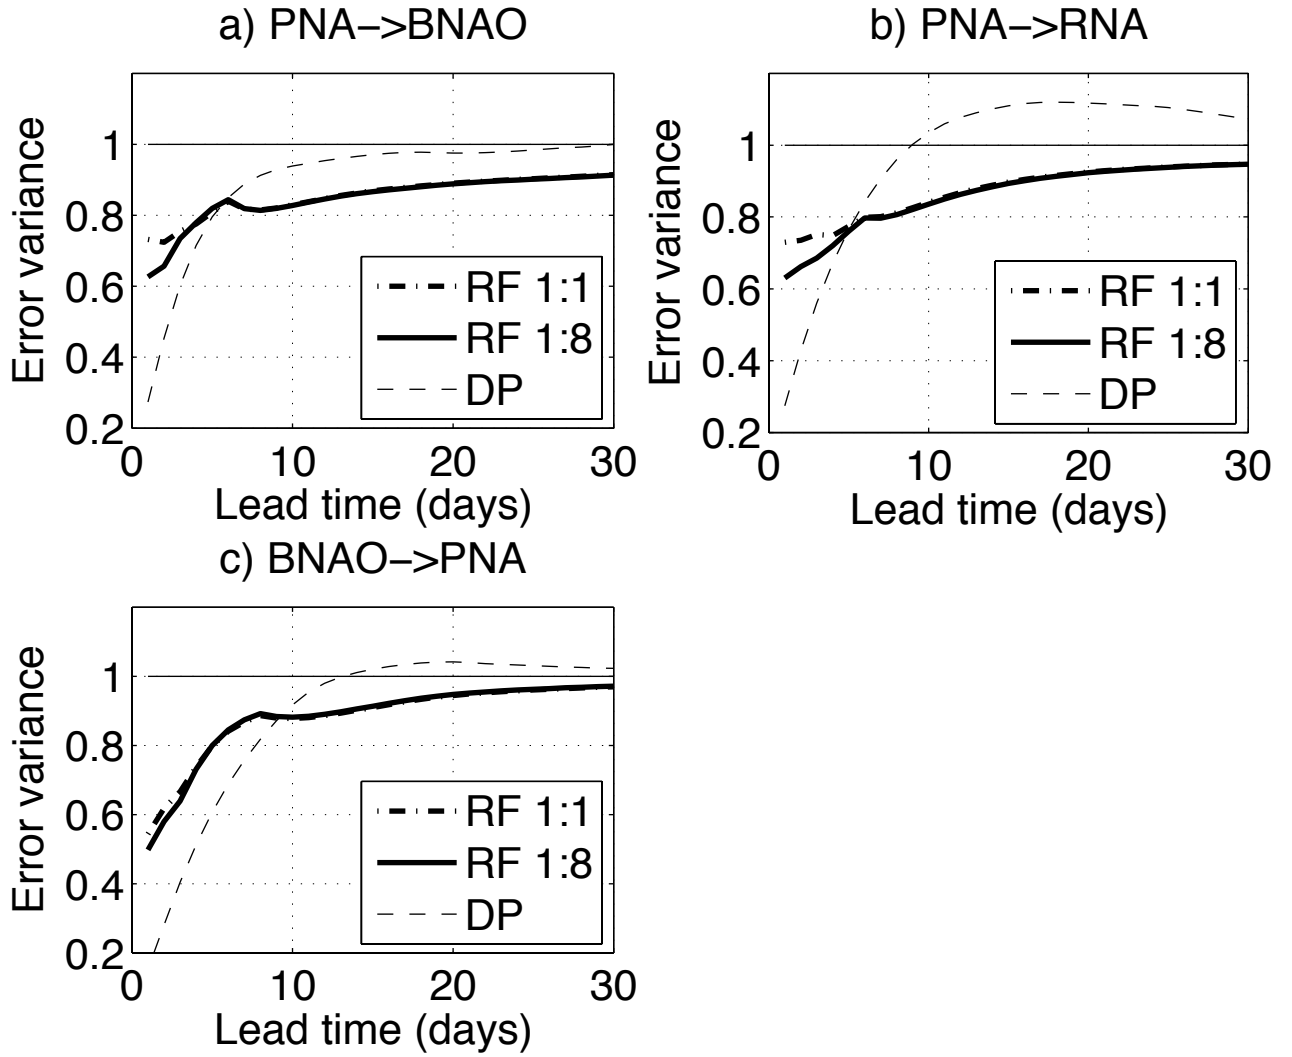 a) PNA−>BNAO
Error variance
1
0.8
0.6
0.4
0.2
0 10 20 30
Lead time (days)
RF 1:1
RF 1:8
DP
b) PNA−>RNA
Error variance
1
0.8
0.6
0.4
0.2
0 10 20 30
Lead time (days)
RF 1:1
RF 1:8
DP
c) BNAO−>PNA
Error variance
1
0.8
0.6
0.4
0.2
0 10 20 30
Lead time (days)
RF 1:1
RF 1:8
DP